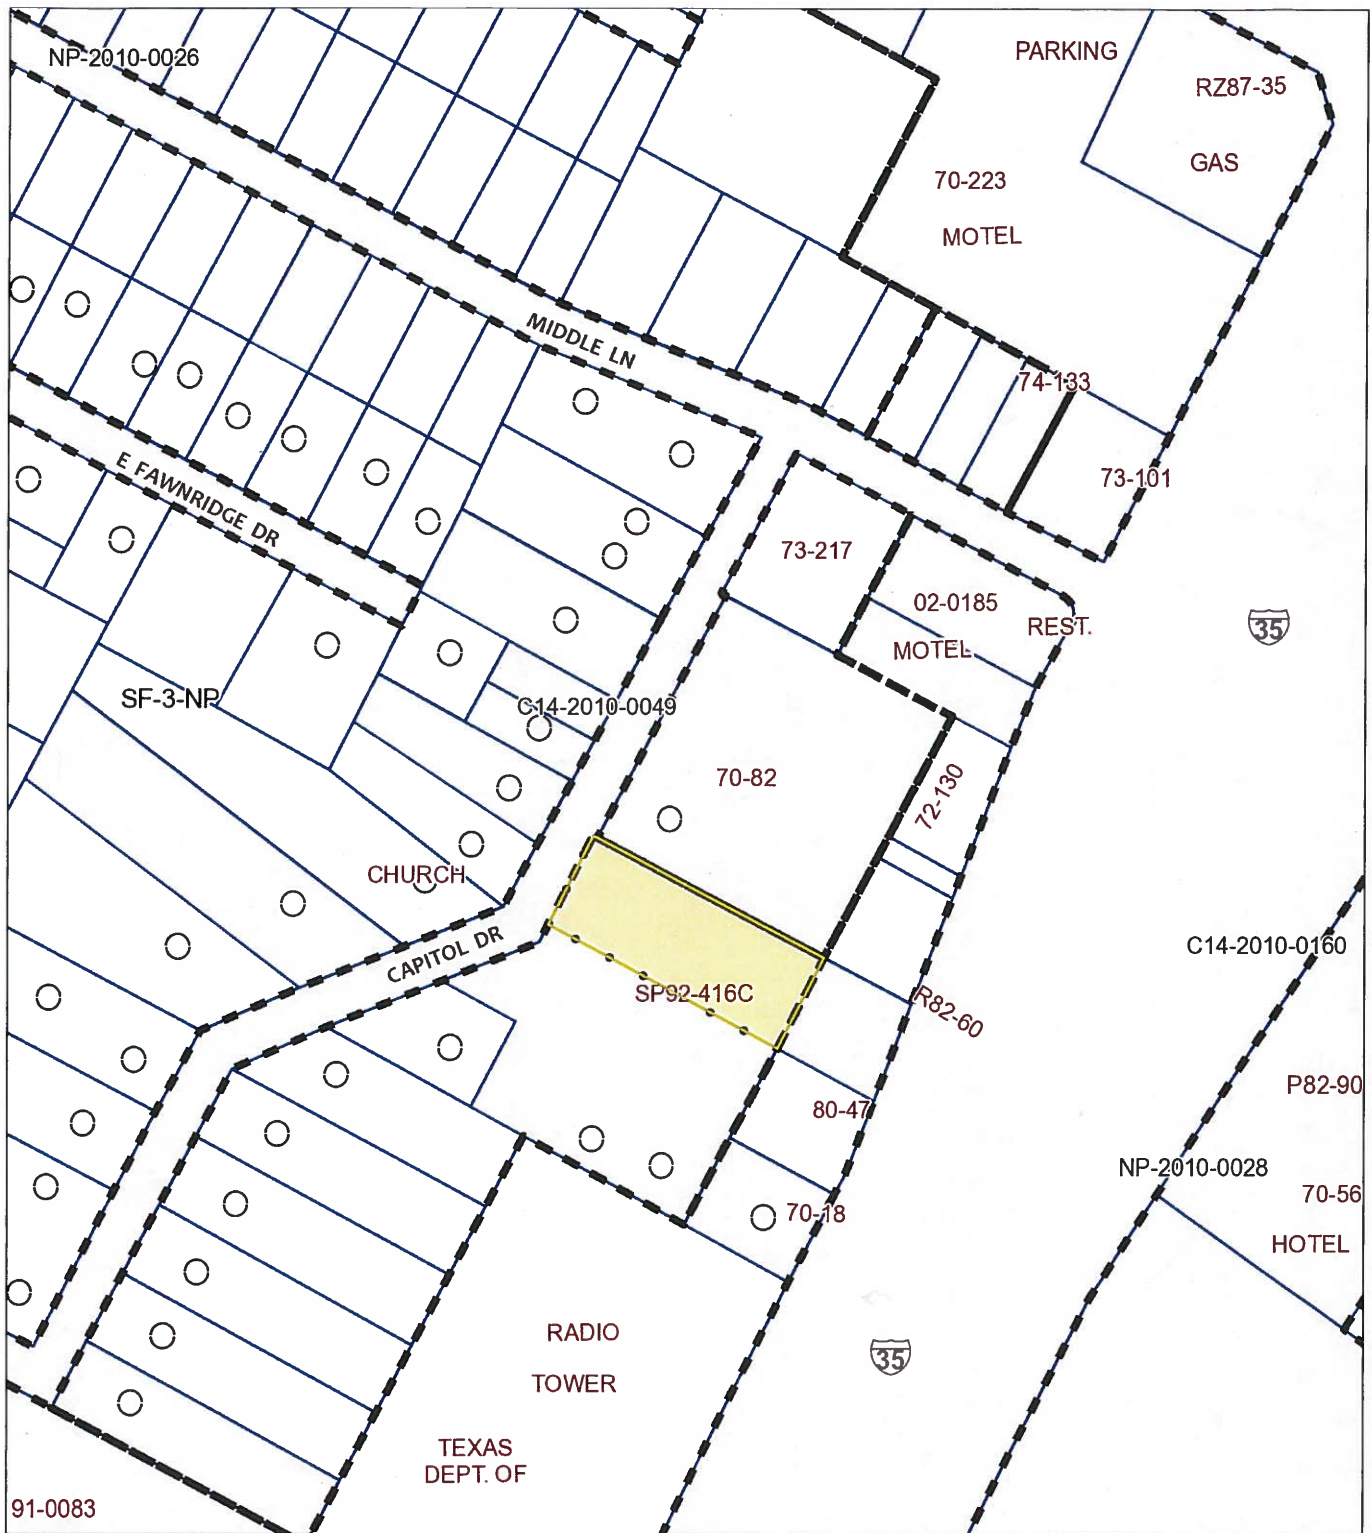 NP-2010-0026
PARKING
RZ87-35
GAS
70-223
MOTEL
MIDDLE LN
74-133
73-101
E FAWNRIDGE DR
73-217
02-0185
REST.
MOTEL
35
SF-3-NP
C14-2010-0049
70-82
72-130
CHURCH
CAPITOL DR
C14-2010-0160
SP92-416C
R82-60
P82-90
80-47
NP-2010-0028
70-56
70-18
HOTEL
RADIO
TOWER
35
TEXAS
DEPT. OF
91-0083